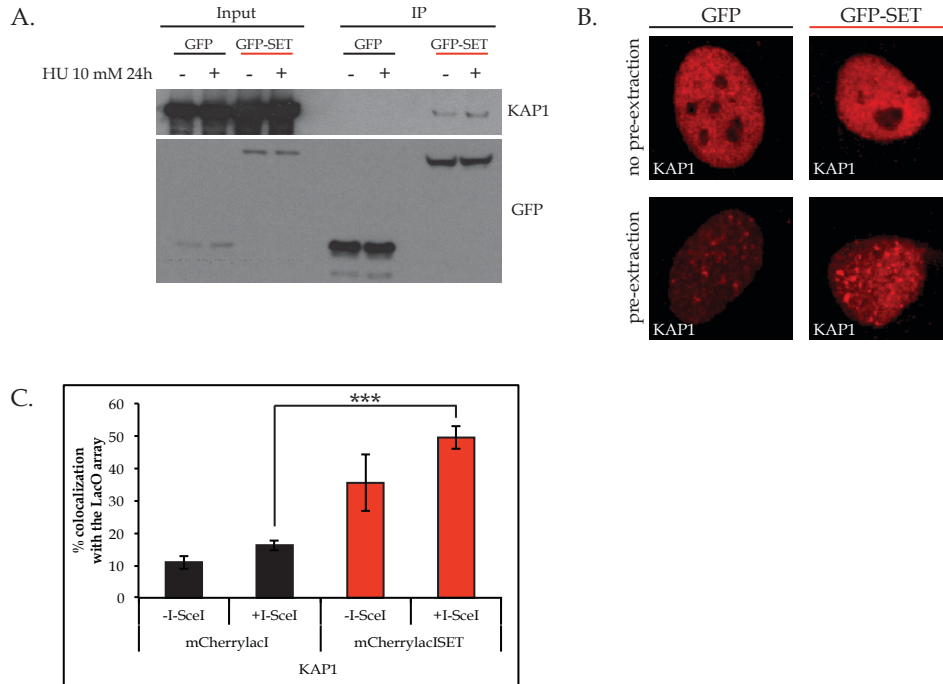 A.
Input IP
GFP GFP-SET GFP GFP-SET
HU 10 mM 24h - + - + - + - +
KAP1
GFP
B.
GFP GFP-SET
no pre-extraction
KAP1 KAP1
pre-extraction
KAP1 KAP1
C.
% colocalization
with the LacO array
60
50
40
30
20
10
0
***
-I-SceI +I-SceI -I-SceI +I-SceI
mCherrylacI mCherrylacISET
KAP1